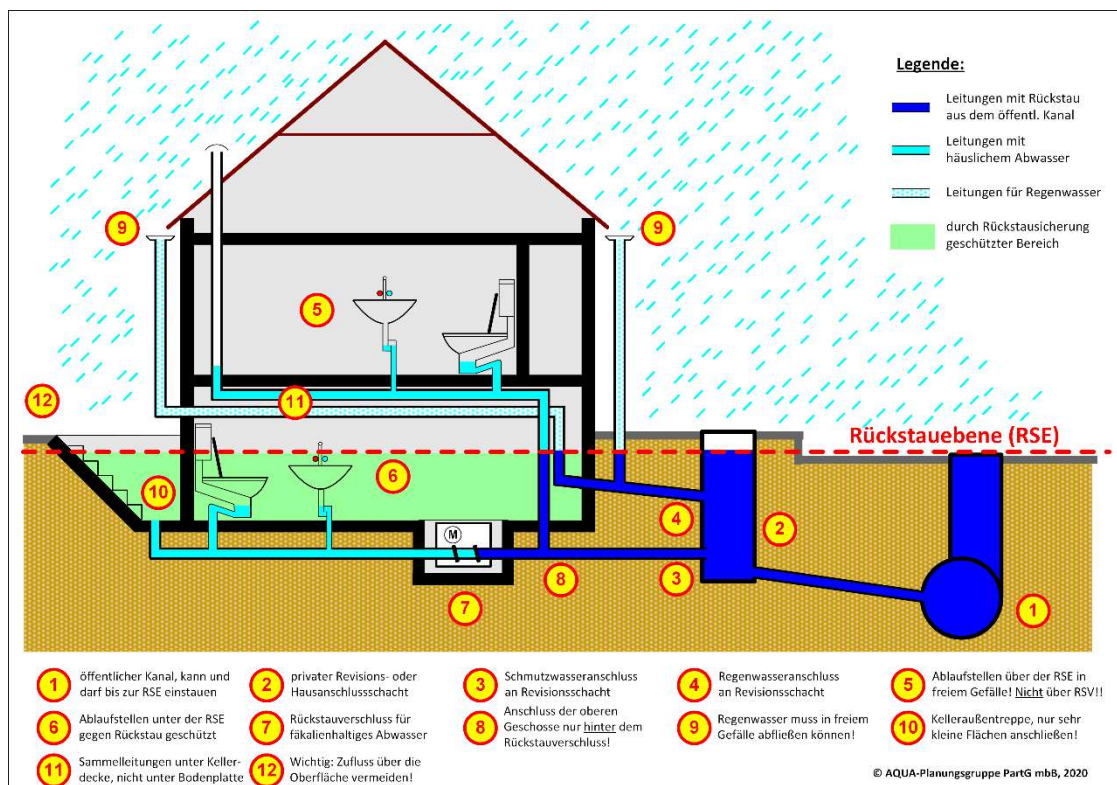 Legende:
Leitungen mit Rückstau
aus dem öffentl. Kanal
Leitungen mit
häuslichem Abwasser
Leitungen für Regenwasser
durch Rückstausicherung
geschützter Bereich
9
9
5
11
12
Rückstauebene (RSE)
10
6
4
2
M
3
8
7
1
1
öffentlicher Kanal, kann und
darf bis zur RSE einstauen
2
privater Revisions- oder
Hausanschlussschacht
3
Schmutzwasseranschluss
an Revisionsschacht
4
Regenwasseranschluss
an Revisionsschacht
5
Ablaufstellen über der RSE in
freiem Gefälle! Nicht über RSV!!
6
Ablaufstellen unter der RSE
gegen Rückstau geschützt
7
Rückstauverschluss für
fäkalienhaltiges Abwasser
8
Anschluss der oberen
Geschosse nur hinter dem
Rückstauverschluss!
9
Regenwasser muss in freiem
Gefälle abfließen können!
10
Kelleraußentreppe, nur sehr
kleine Flächen anschließen!
11
Sammelleitungen unter Keller-
decke, nicht unter Bodenplatte
12
Wichtig: Zufluss über die
Oberfläche vermeiden!
© AQUA-Planungsgruppe PartG mbB, 2020